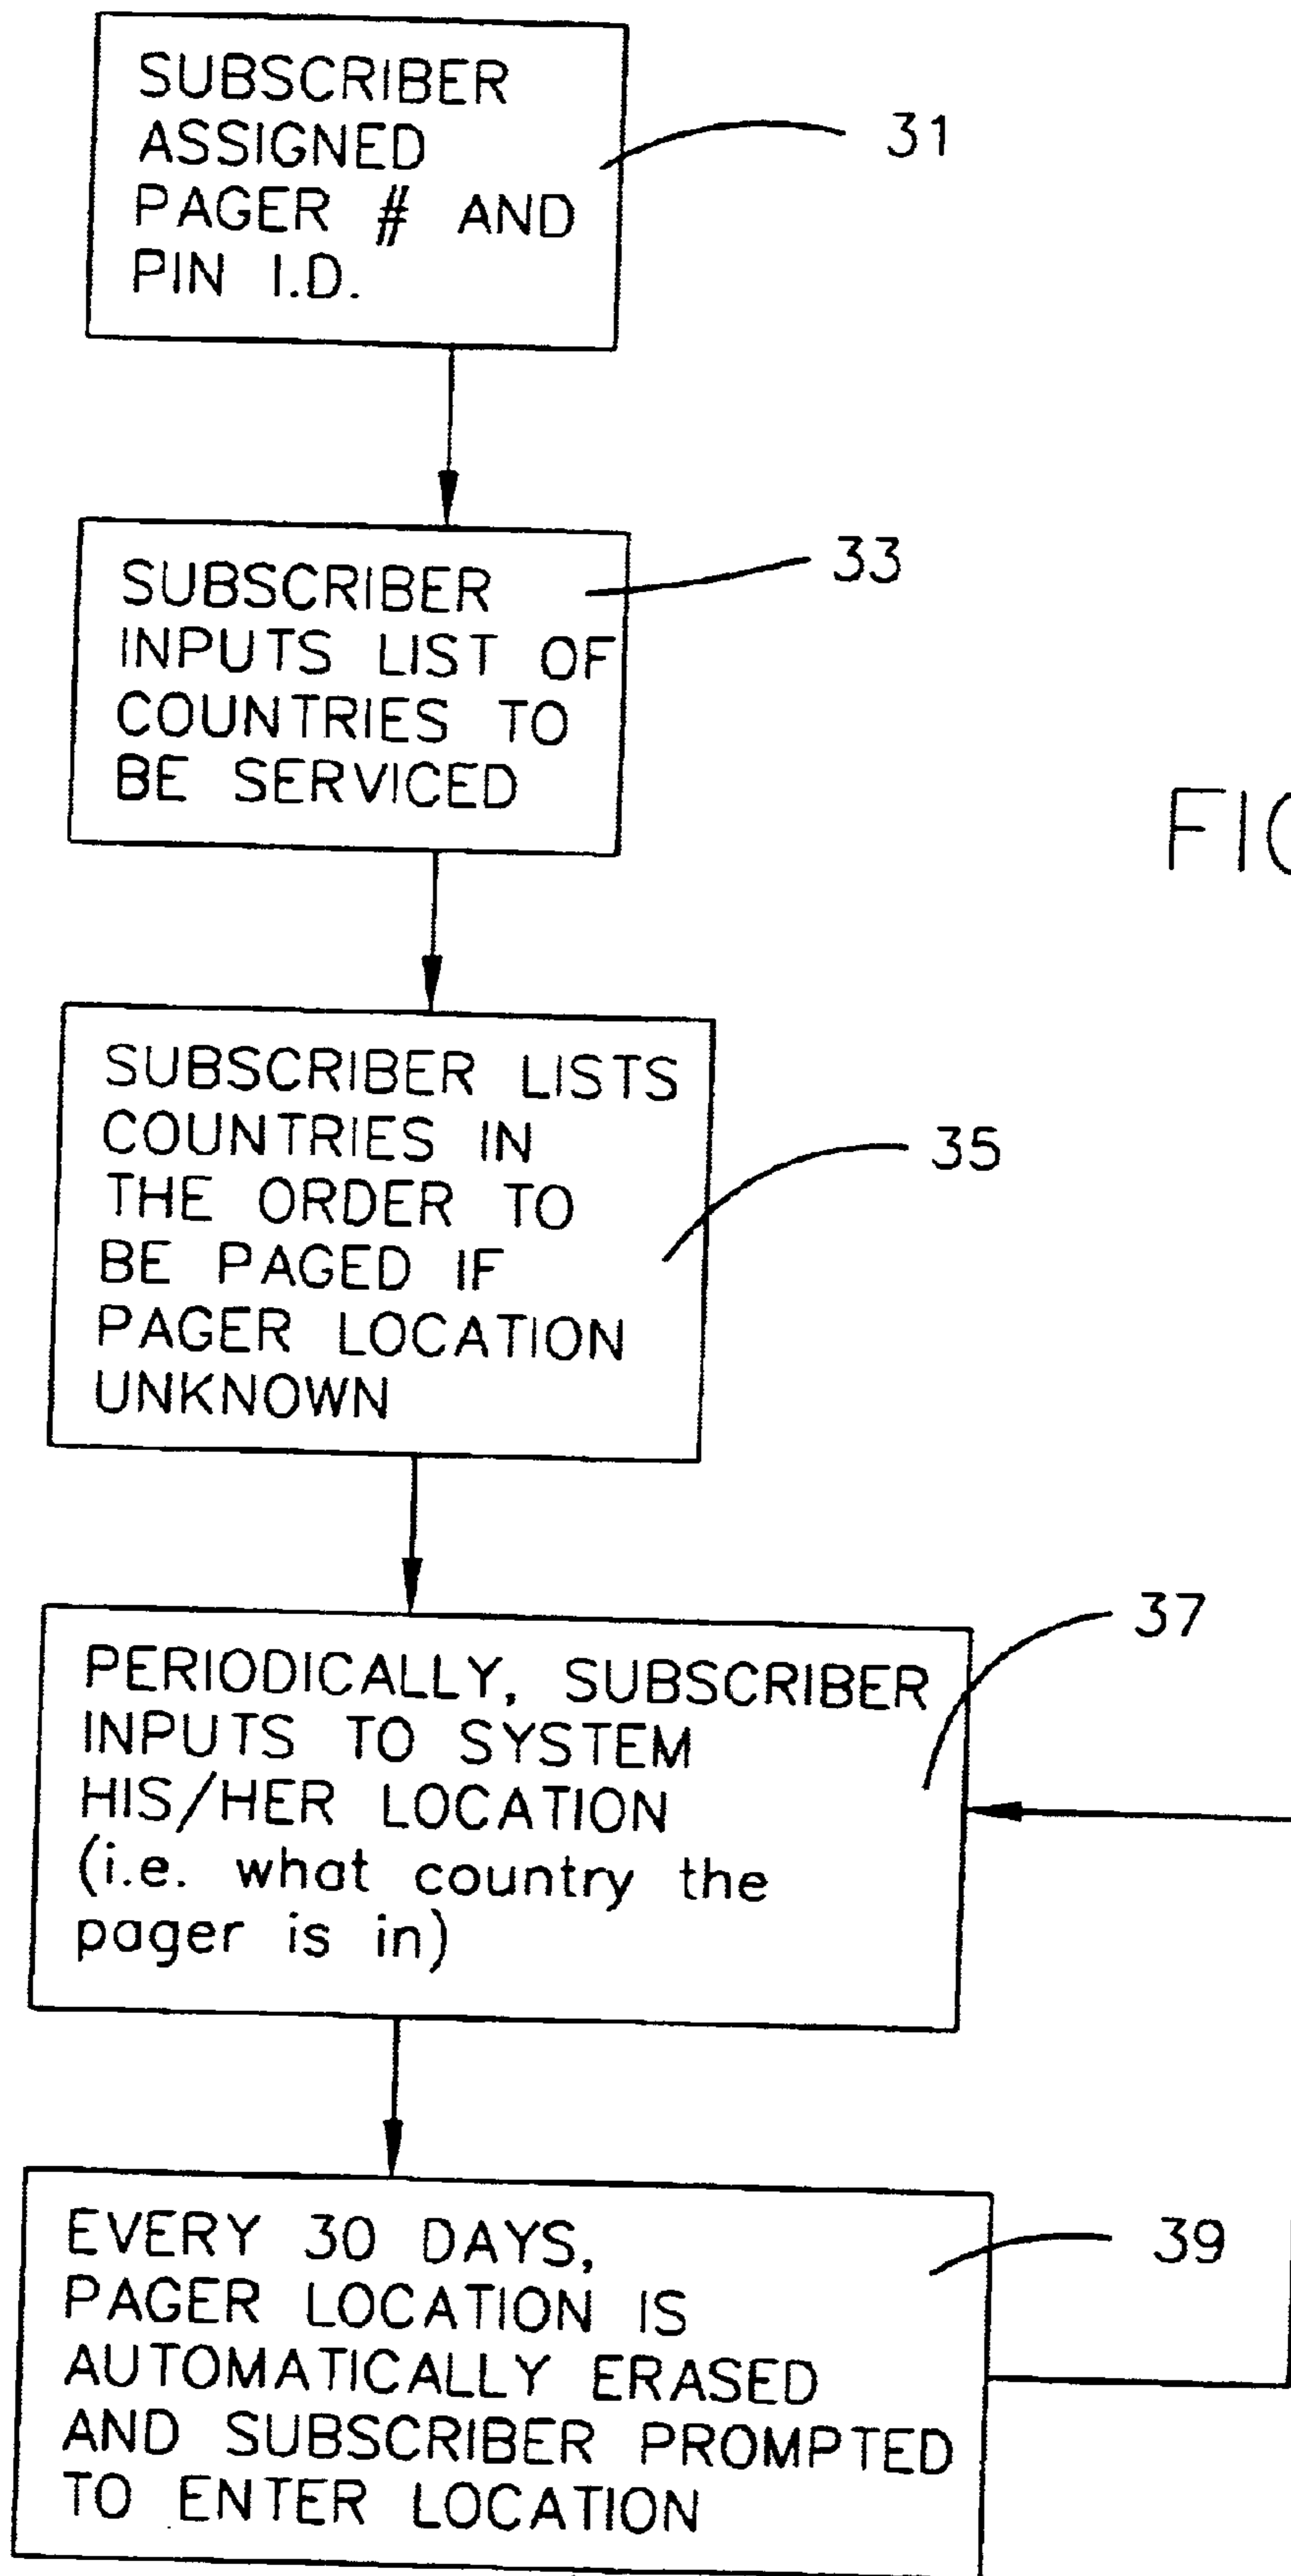 SUBSCRIBER
ASSIGNED
PAGER # AND
PIN I.D.
31
SUBSCRIBER
INPUTS LIST OF
COUNTRIES TO
BE SERVICED
33
FIG
SUBSCRIBER LISTS
COUNTRIES IN
THE ORDER TO
BE PAGED IF
PAGER LOCATION
UNKNOWN
35
PERIODICALLY, SUBSCRIBER
INPUTS TO SYSTEM
HIS/HER LOCATION
(i.e. what country the
pager is in)
37
EVERY 30 DAYS,
PAGER LOCATION IS
AUTOMATICALLY ERASED
AND SUBSCRIBER PROMPTED
TO ENTER LOCATION
39